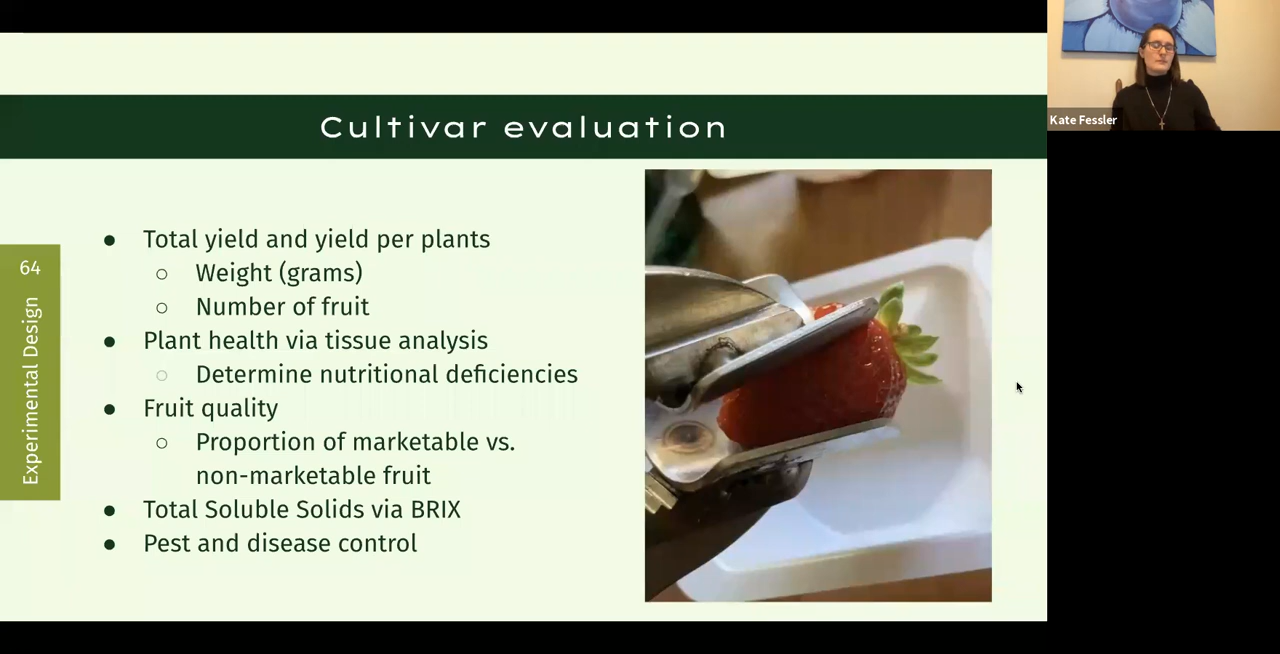 Cultivar evaluation
64
Experimental Design
● Total yield and yield per plants
○ Weight (grams)
○ Number of fruit
● Plant health via tissue analysis
○ Determine nutritional deficiencies
● Fruit quality
○ Proportion of marketable vs.
non-marketable fruit
● Total Soluble Solids via BRIX
● Pest and disease control
Kate Fessler